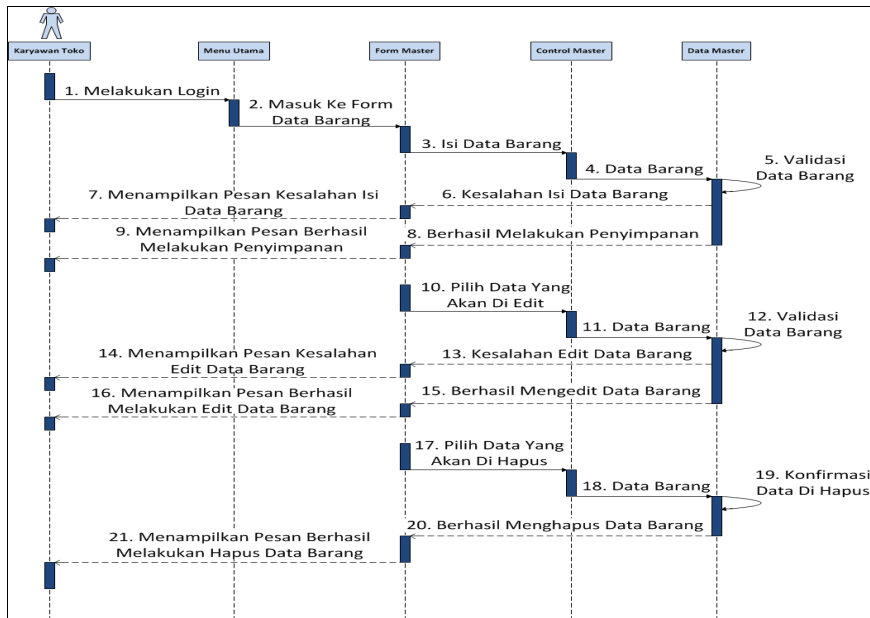 Karyawan Toko
Menu Utama
Form Master
Control Master
Data Master
1. Melakukan Login
2. Masuk Ke Form
Data Barang
3. Isi Data Barang
4. Data Barang
5. Validasi
Data Barang
6. Kesalahan Isi Data Barang
7. Menampilkan Pesan Kesalahan Isi
Data Barang
8. Berhasil Melakukan Penyimpanan
9. Menampilkan Pesan Berhasil
Melakukan Penyimpanan
10. Pilih Data Yang
Akan Di Edit
11. Data Barang
12. Validasi
Data Barang
13. Kesalahan Edit Data Barang
14. Menampilkan Pesan Kesalahan
Edit Data Barang
15. Berhasil Mengedit Data Barang
16. Menampilkan Pesan Berhasil
Melakukan Edit Data Barang
17. Pilih Data Yang
Akan Di Hapus
18. Data Barang
19. Konfirmasi
Data Di Hapus
20. Berhasil Menghapus Data Barang
21. Menampilkan Pesan Berhasil
Melakukan Hapus Data Barang